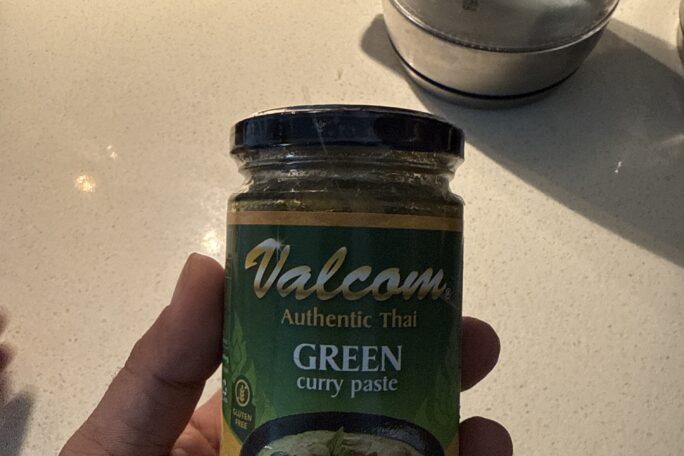 Valcom®
Authentic Thai
GREEN
curry paste
GLUTEN
FREE